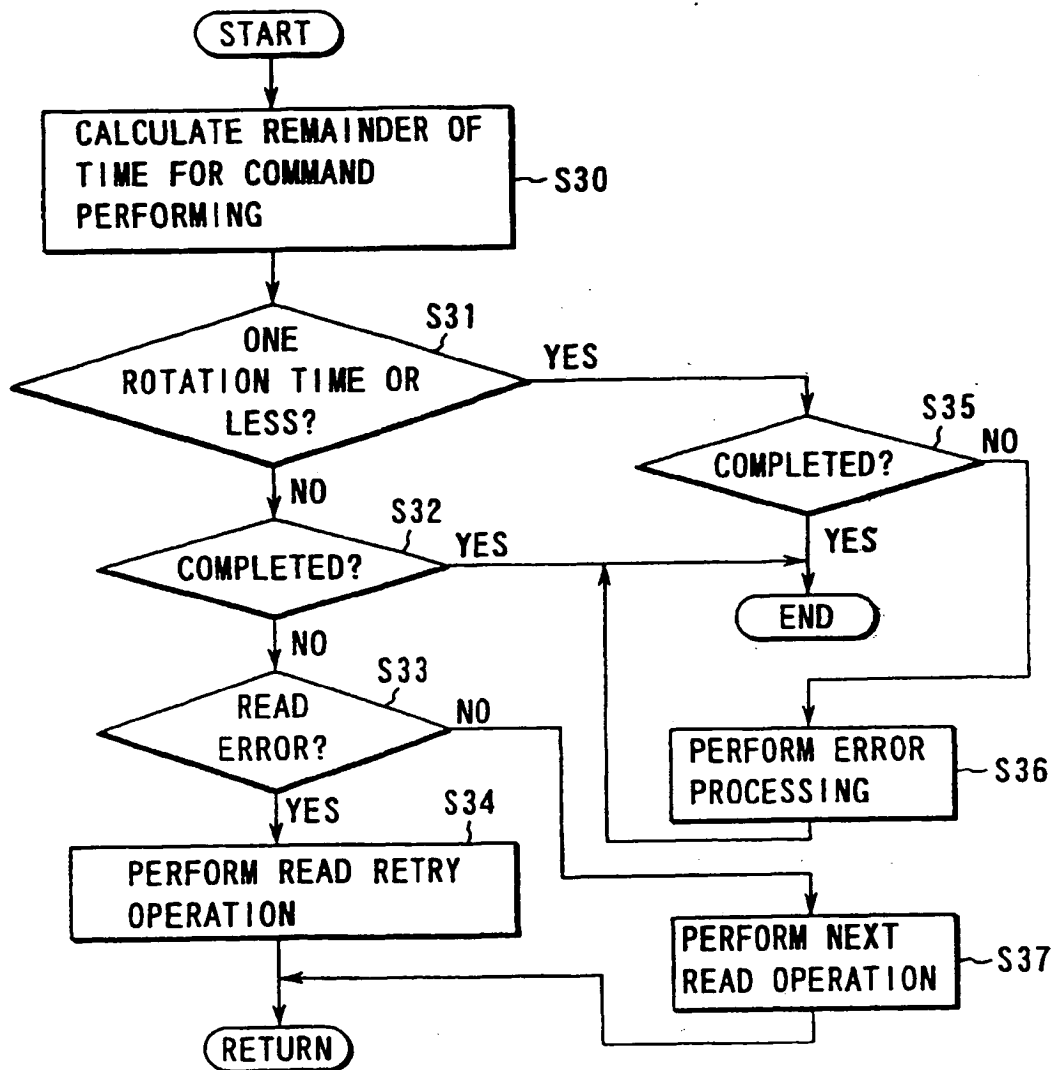 START
CALCULATE REMAINDER OF
TIME FOR COMMAND
PERFORMING
S30
S31
ONE
ROTATION TIME OR
LESS?
YES
NO
S35
COMPLETED?
NO
YES
S32
COMPLETED?
YES
NO
END
S33
READ
ERROR?
NO
YES
PERFORM ERROR
PROCESSING
S36
S34
PERFORM READ RETRY
OPERATION
PERFORM NEXT
READ OPERATION
S37
RETURN